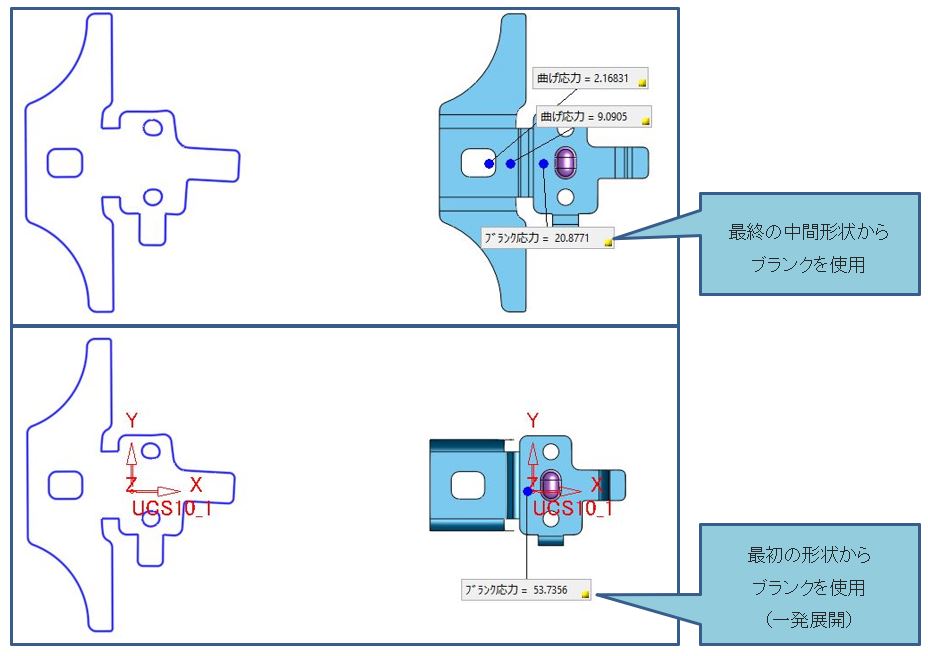 曲げ応力 = 2.16831
曲げ応力 = 9.0905
ﾌﾞﾗﾝｸ応力 = 20.8771
最終の中間形状から
ブランクを使用
Y
Z
X
UCS10_1
Y
Z
X
UCS10_1
ﾌﾞﾗﾝｸ応力 = 53.7356
最初の形状から
ブランクを使用
（一発展開）